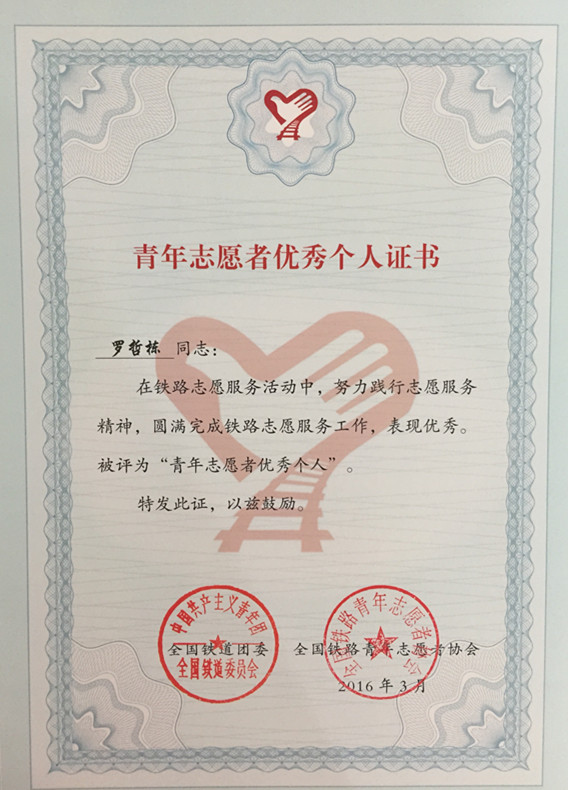 青年志愿者优秀个人证书
罗哲栋 同志：
在铁路志愿服务活动中，努力践行志愿服务
精神，圆满完成铁路志愿服务工作，表现优秀。
被评为“青年志愿者优秀个人”。
特发此证，以兹鼓励。
中国共产主义青年团
全国铁道委员会
全国铁路青年志愿者协会
全国铁道团委 全国铁路青年志愿者协会
2016年3月